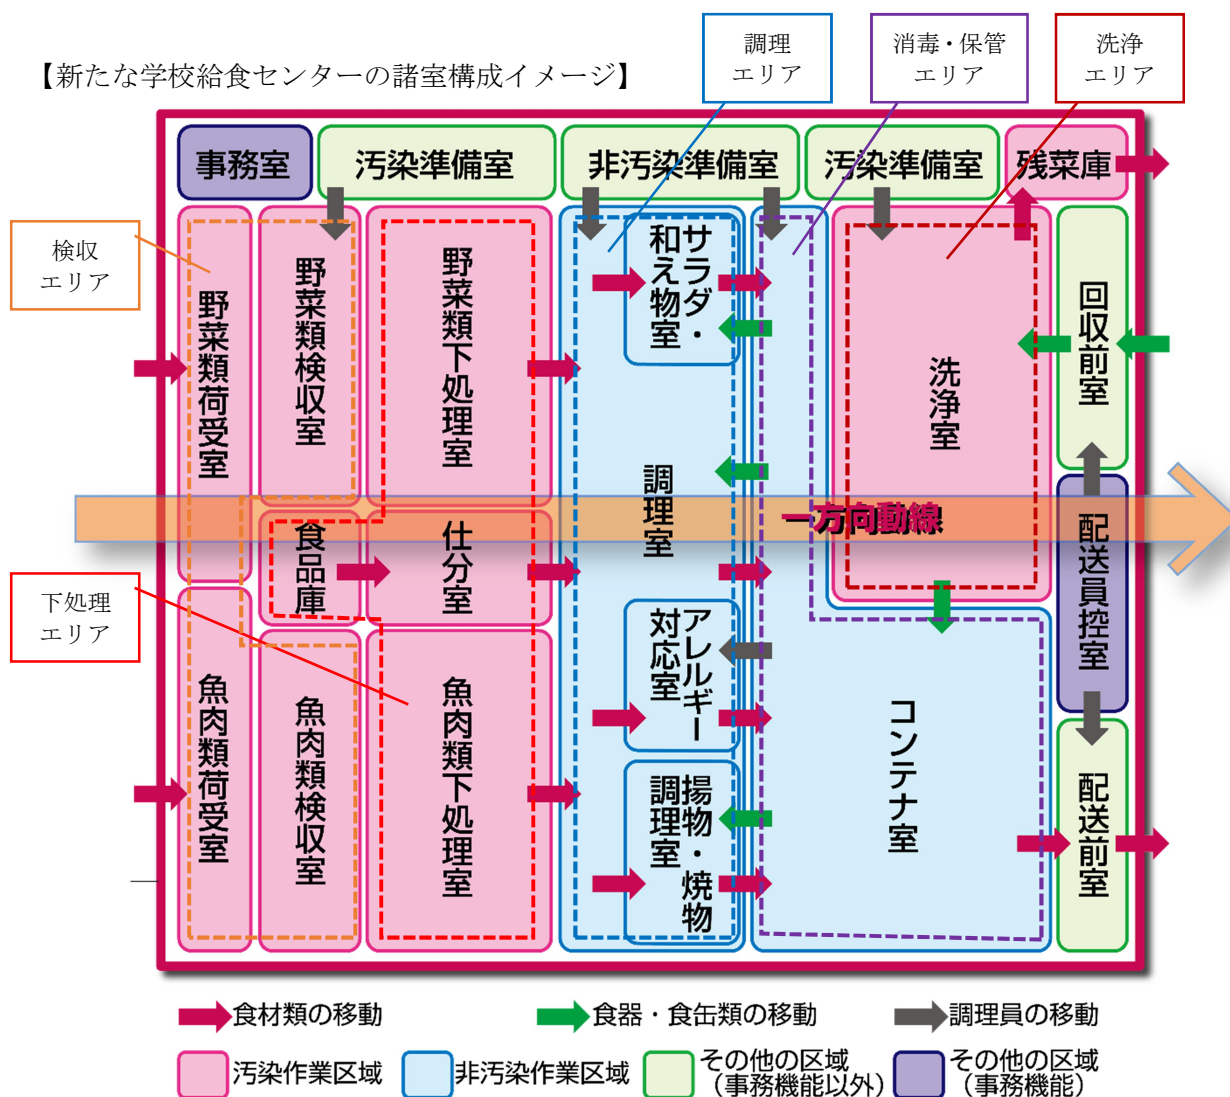 【新たな学校給食センターの諸室構成イメージ】
調理
エリア
消毒・保管
エリア
洗浄
エリア
検収
エリア
下処理
エリア
事務室
汚染準備室
非汚染準備室
汚染準備室
残菜庫
野菜類荷受室
野菜類検収室
野菜類下処理室
サラダ・
和え物室
洗浄室
回収前室
調理室
一方向動線
食品庫
仕分室
配送員控室
アレルギー
対応室
魚肉類荷受室
魚肉類検収室
魚肉類下処理室
揚物・焼物
調理室
コンテナ室
配送前室
食材類の移動
食器・食缶類の移動
調理員の移動
汚染作業区域
非汚染作業区域
その他の区域
（事務機能以外）
その他の区域
（事務機能）